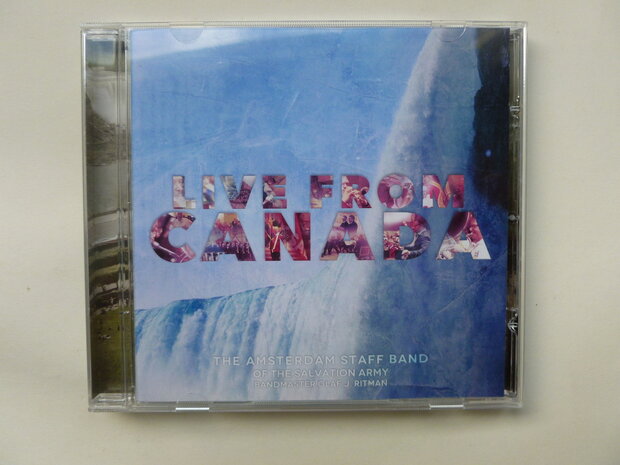 LIVE FROM
CANADA
THE AMSTERDAM STAFF BAND
OF THE SALVATION ARMY
BANDMASTER OLAF J. RITMAN